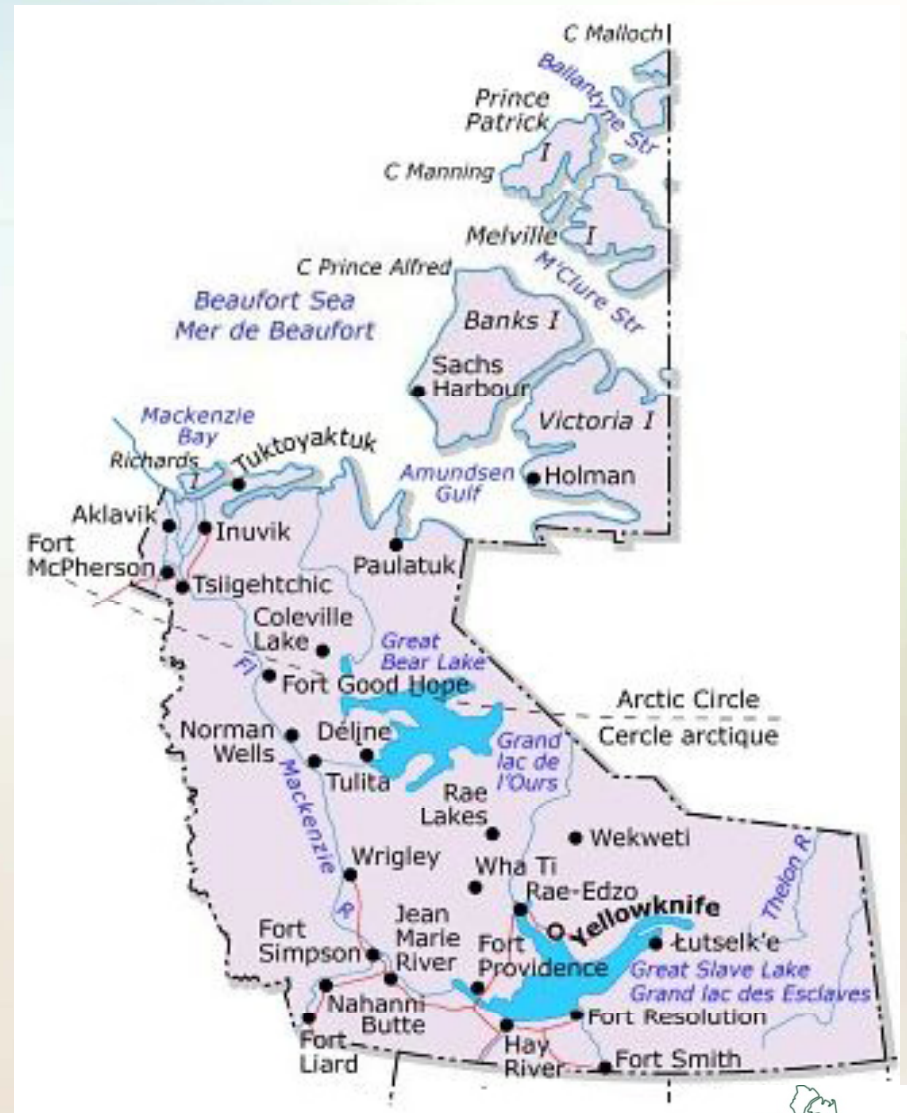 C Malloch
Ballantyne Str
Prince
Patrick
I
C Manning
Melville I
M'Clure Str
C Prince Alfred
Beaufort Sea
Mer de Beaufort
Banks I
Sachs
Harbour
Victoria I
Mackenzie
Bay
Richards
I
Tuktoyaktuk
Amundsen
Gulf
Holman
Aklavik
Inuvik
Fort
McPherson
Paulatuk
Tsiigehtchic
Coleville
Lake
Great
Bear Lake
Fl
Fort Good Hope
Arctic Circle
Cercle arctique
Norman
Wells
Déline
Grand
lac de
l'Ours
Tulita
Mackenzie
R
Rae
Lakes
Wekweti
Thelon R
Wrigley
Wha Ti
Rae-Edzo
Yellowknife
Fort
Simpson
Jean
Marie
River
Fort
Providence
Łutselk'e
Great Slave Lake
Grand lac des Esclaves
Nahanni
Butte
Fort Resolution
Fort
Liard
Hay
River
Fort Smith